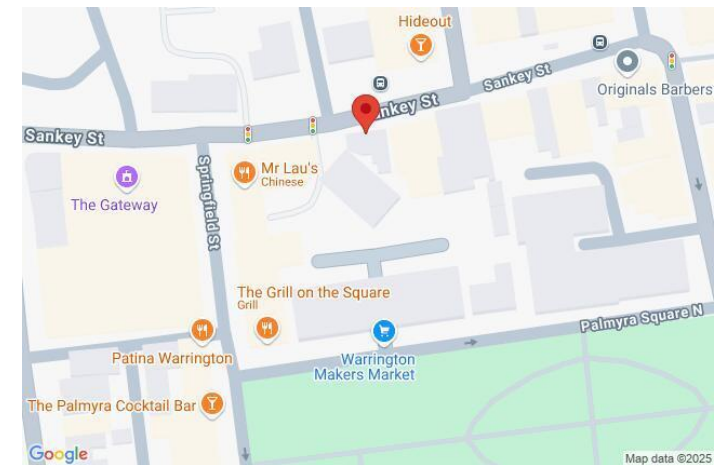 Hideout
Sankey St
Originals Barbers
Sankey St
Sankey St
Mr Lau's
Chinese
The Gateway
Springfield St
The Grill on the Square
Grill
Palmyra Square N
Patina Warrington
Warrington
Makers Market
The Palmyra Cocktail Bar
Google
Map data ©2025